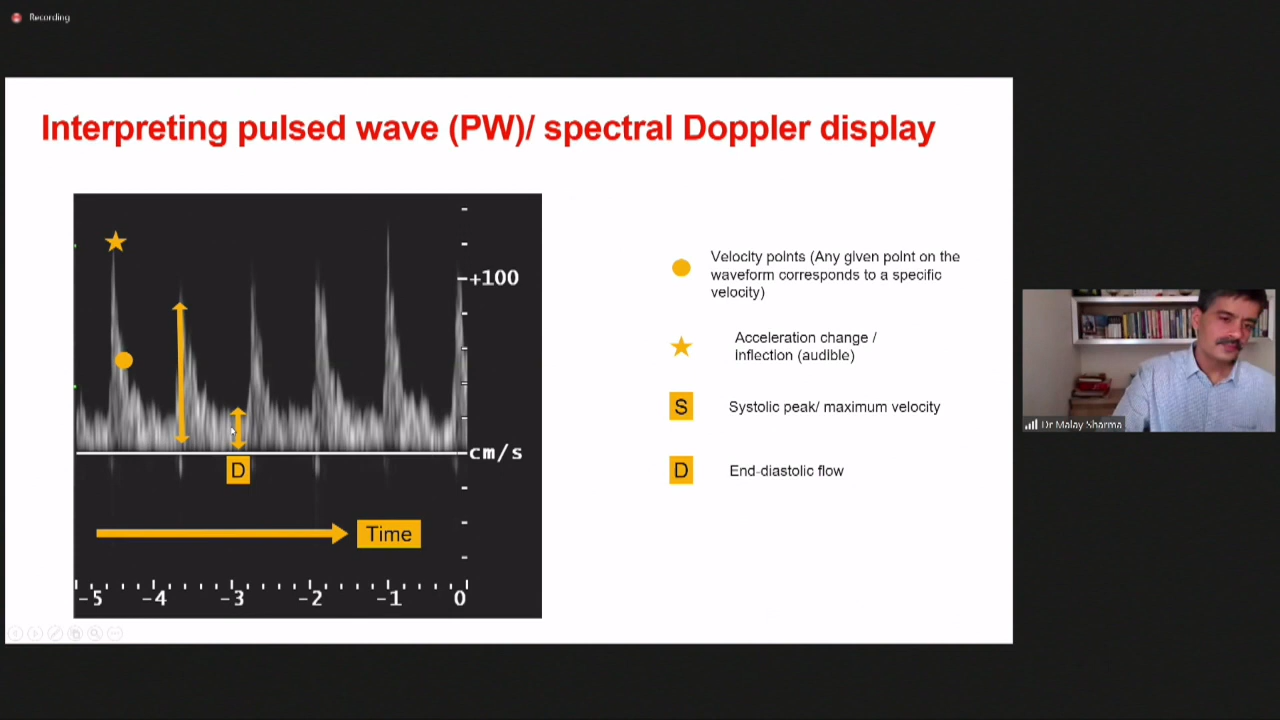 Recording
Interpreting pulsed wave (PW)/ spectral Doppler display
+100
cm/s
D
Time
-5 -4 -3 -2 -1 0
Velocity points (Any given point on the
waveform corresponds to a specific
velocity)
Acceleration change /
Inflection (audible)
S Systolic peak/ maximum velocity
D End-diastolic flow
Dr Malay Sharma